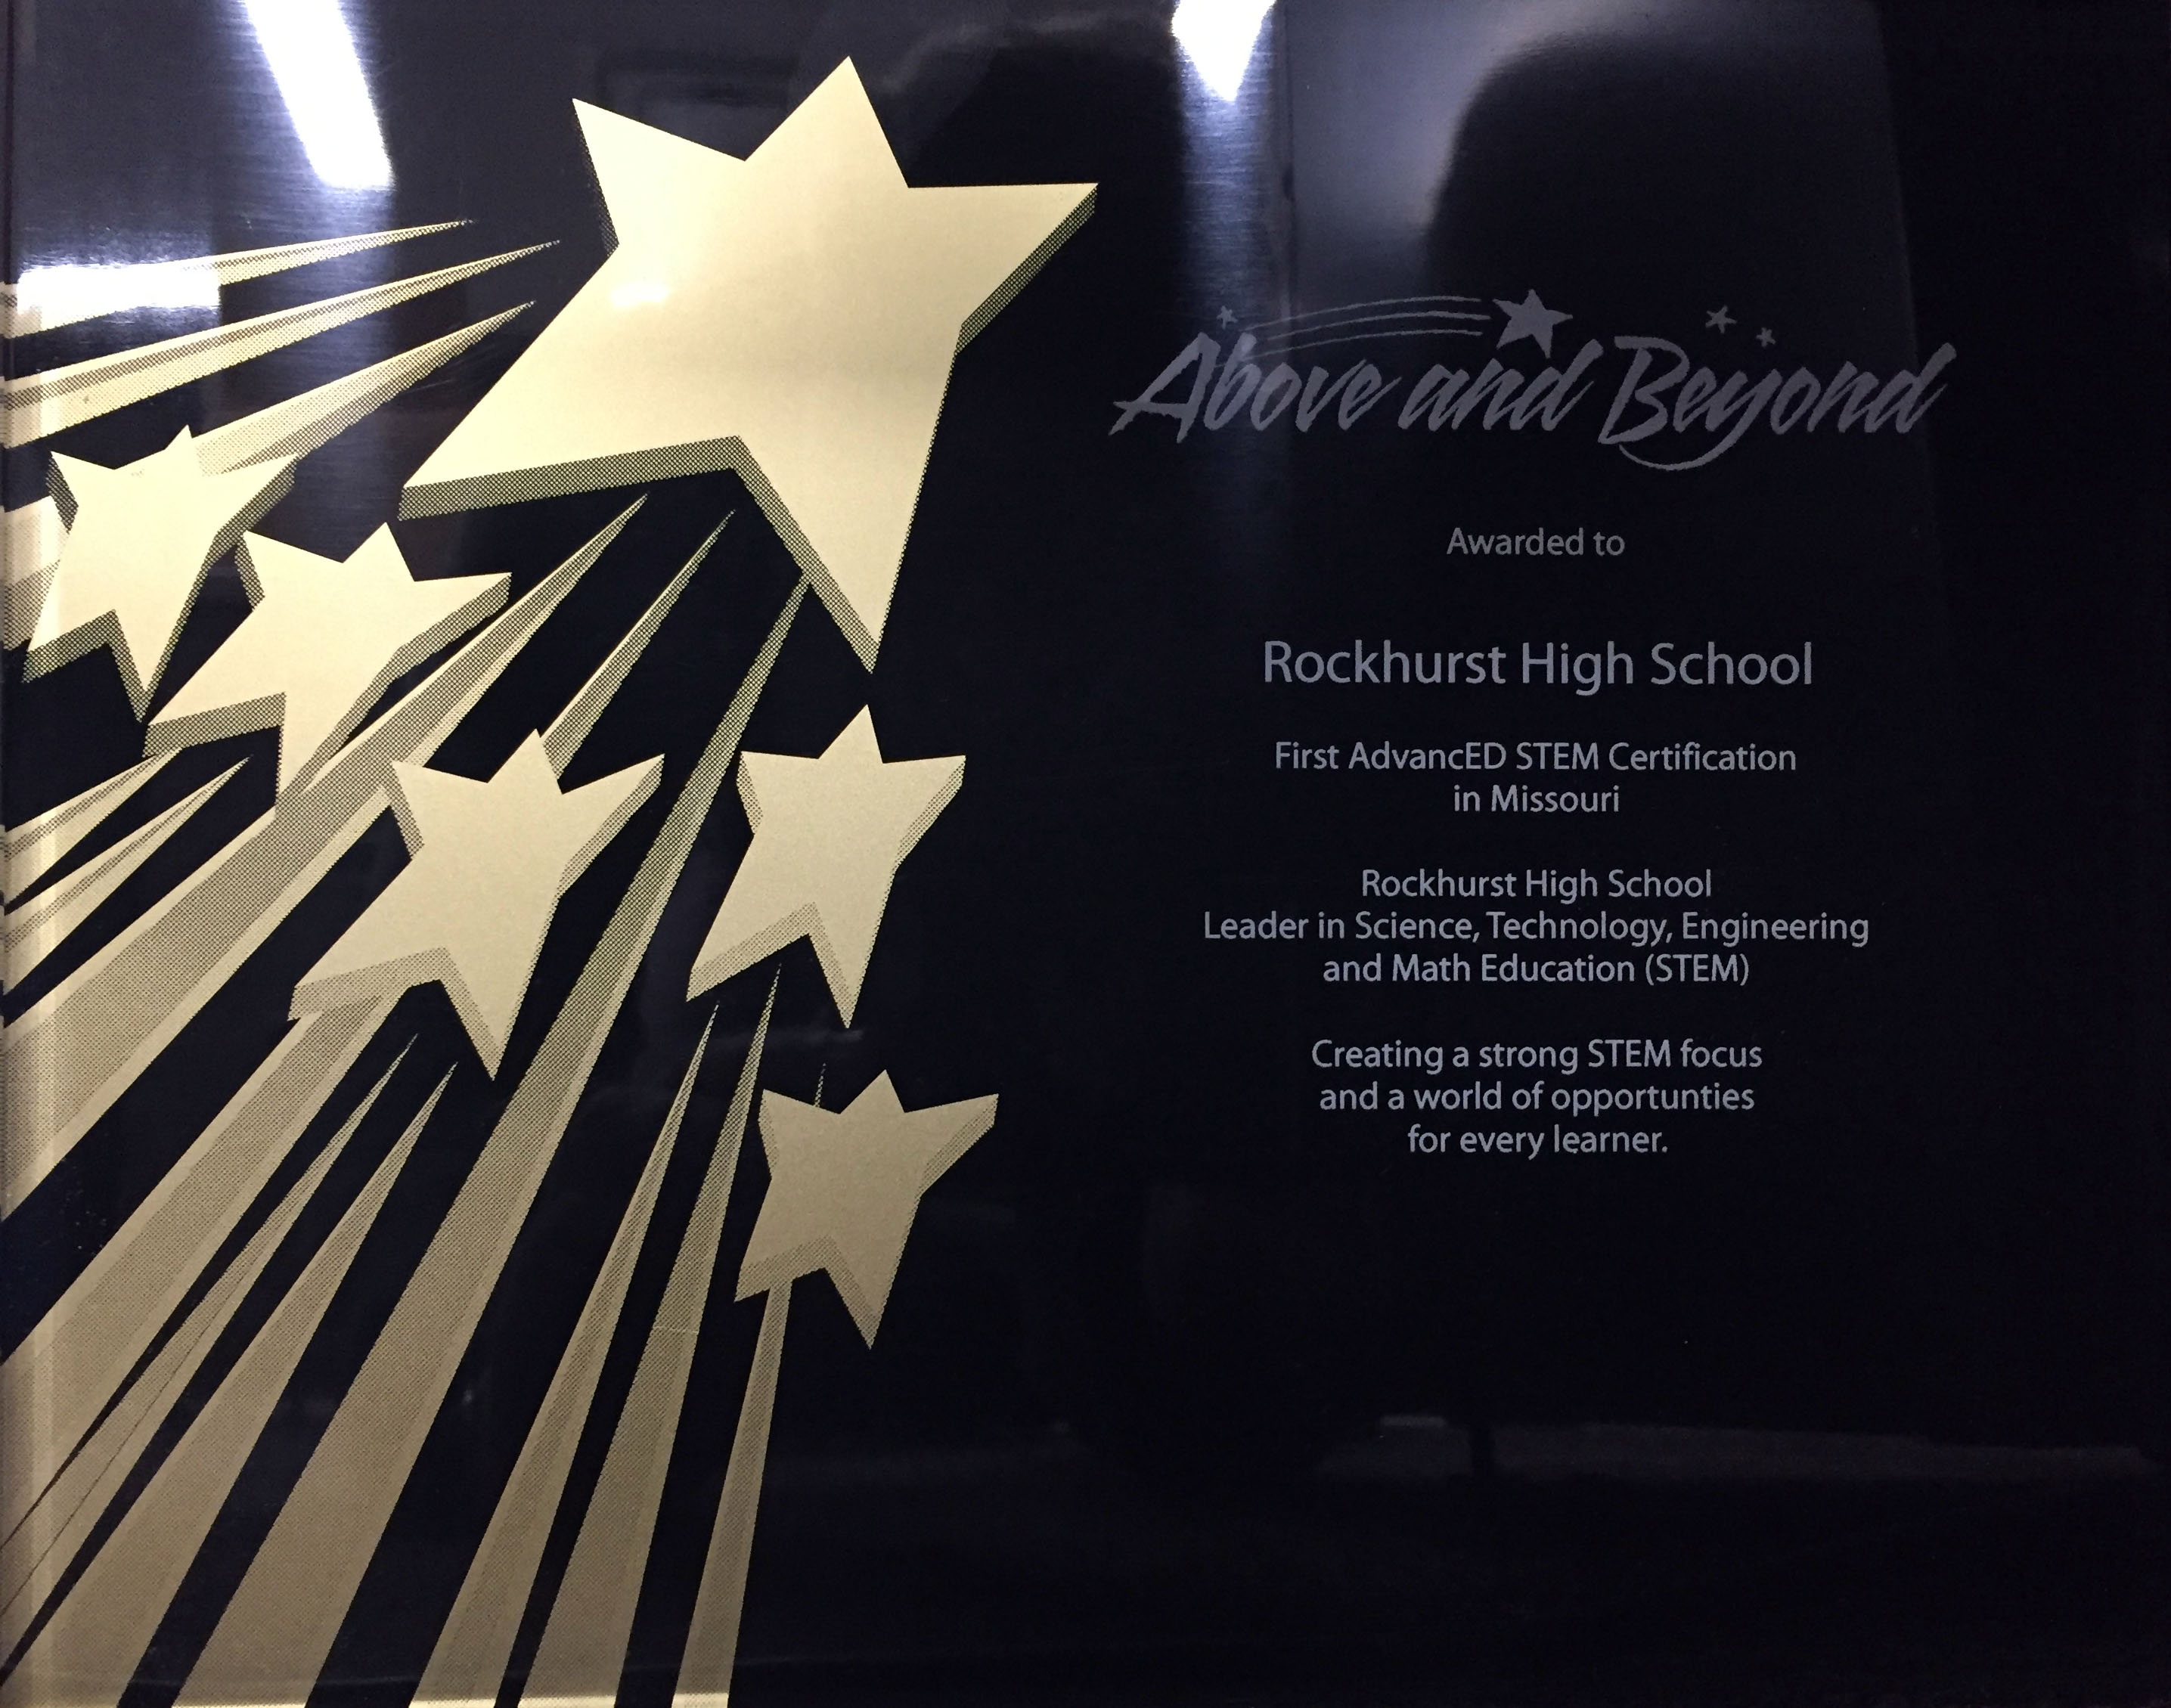 Above and Beyond
Awarded to
Rockhurst High School
First AdvancED STEM Certification
in Missouri
Rockhurst High School
Leader in Science, Technology, Engineering
and Math Education (STEM)
Creating a strong STEM focus
and a world of opportunties
for every learner.